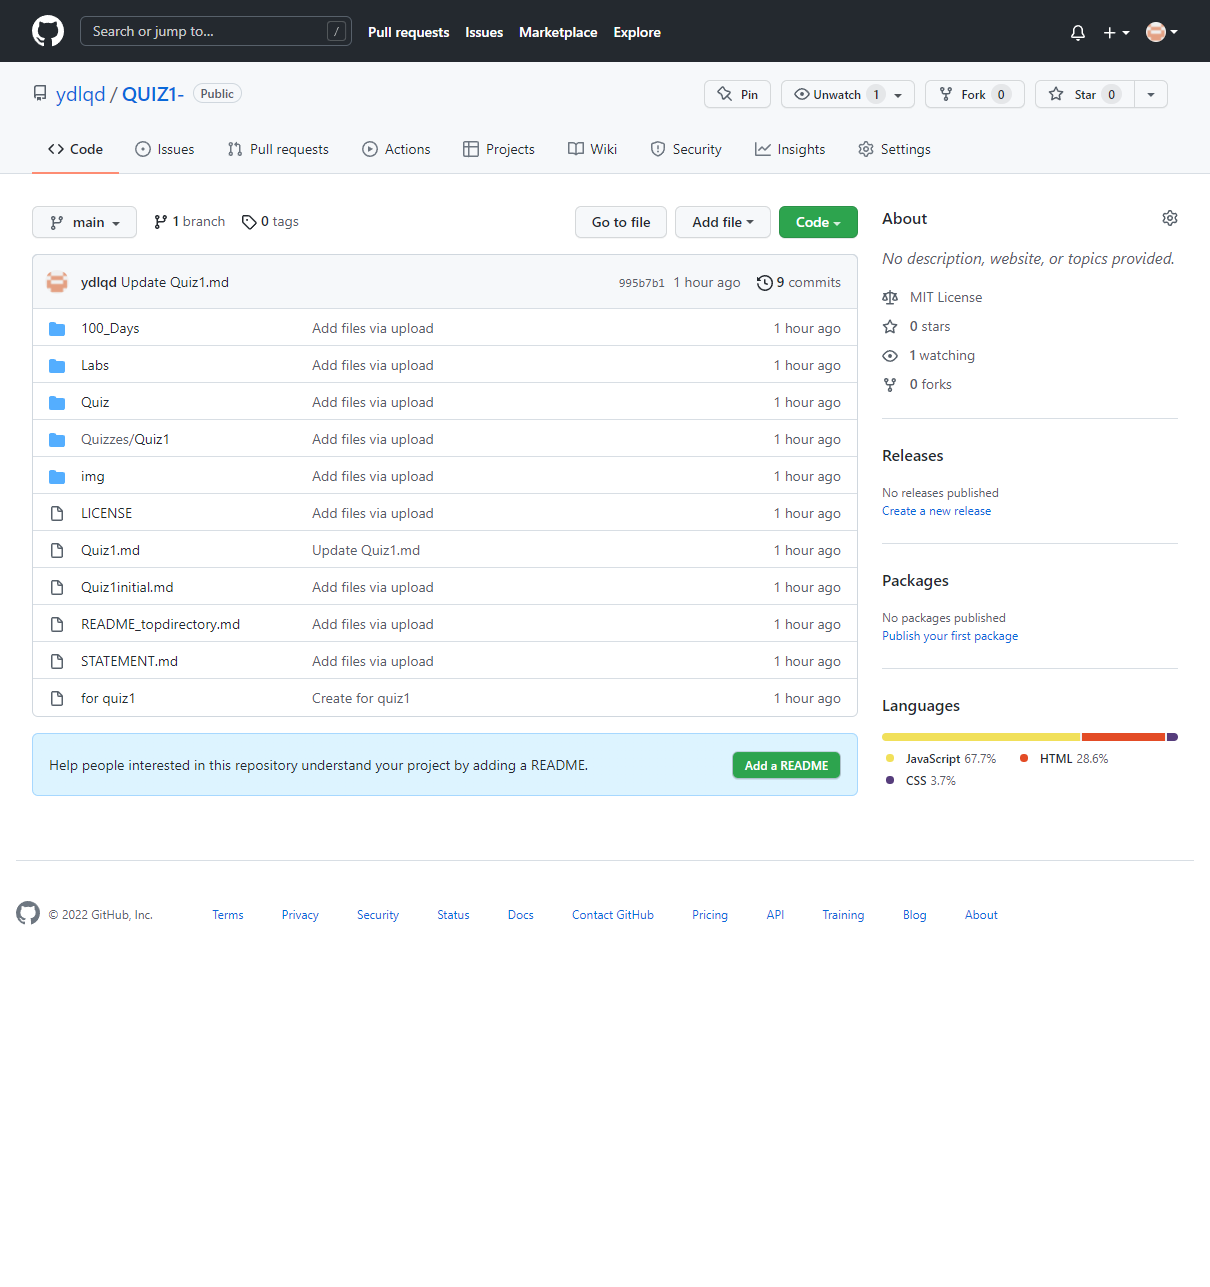 Search or jump to... /
Pull requests Issues Marketplace Explore
ydlqd / QUIZ1- Public
Pin Unwatch 1 Fork 0 Star 0
Code Issues Pull requests Actions Projects Wiki Security Insights Settings
main 1 branch 0 tags Go to file Add file Code
ydlqd Update Quiz1.md 995b7b1 1 hour ago 9 commits
100_Days Add files via upload 1 hour ago
Labs Add files via upload 1 hour ago
Quiz Add files via upload 1 hour ago
Quizzes/Quiz1 Add files via upload 1 hour ago
img Add files via upload 1 hour ago
LICENSE Add files via upload 1 hour ago
Quiz1.md Update Quiz1.md 1 hour ago
Quiz1initial.md Add files via upload 1 hour ago
README_topdirectory.md Add files via upload 1 hour ago
STATEMENT.md Add files via upload 1 hour ago
for quiz1 Create for quiz1 1 hour ago
Help people interested in this repository understand your project by adding a README. Add a README
About
No description, website, or topics provided.
MIT License
0 stars
1 watching
0 forks
Releases
No releases published
Create a new release
Packages
No packages published
Publish your first package
Languages
JavaScript 67.7% HTML 28.6%
CSS 3.7%
© 2022 GitHub, Inc. Terms Privacy Security Status Docs Contact GitHub Pricing API Training Blog About